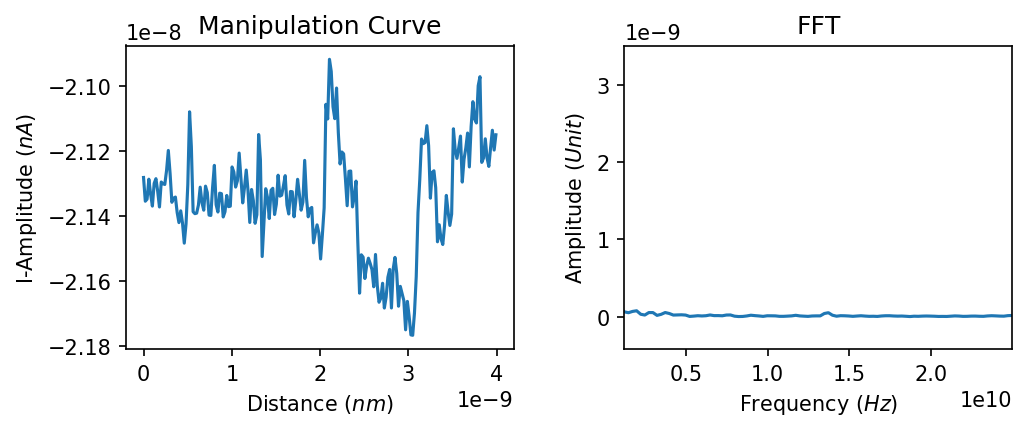 Manipulation Curve
1e−8
−2.10
−2.12
−2.14
−2.16
−2.18
I-Amplitude (nA)
0 1 2 3 4
Distance (nm)
1e−9
FFT
1e−9
3
2
1
0
Amplitude (Unit)
0.5 1.0 1.5 2.0
Frequency (Hz)
1e10